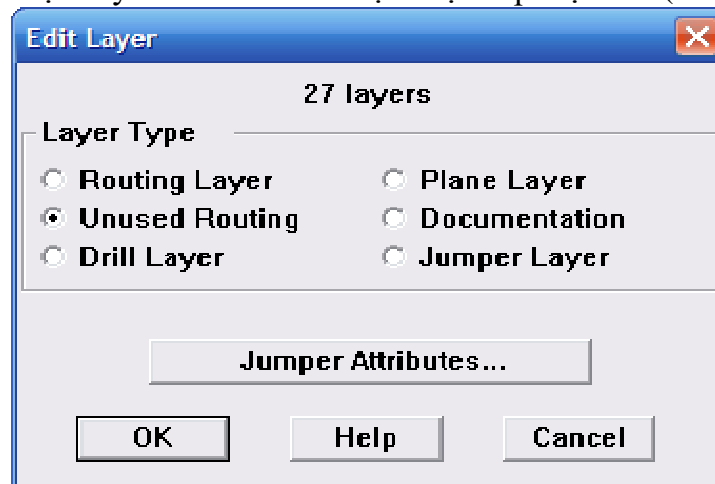 Edit Layer
27 layers
Layer Type
Routing Layer
Plane Layer
Unused Routing
Documentation
Drill Layer
Jumper Layer
Jumper Attributes...
OK
Help
Cancel